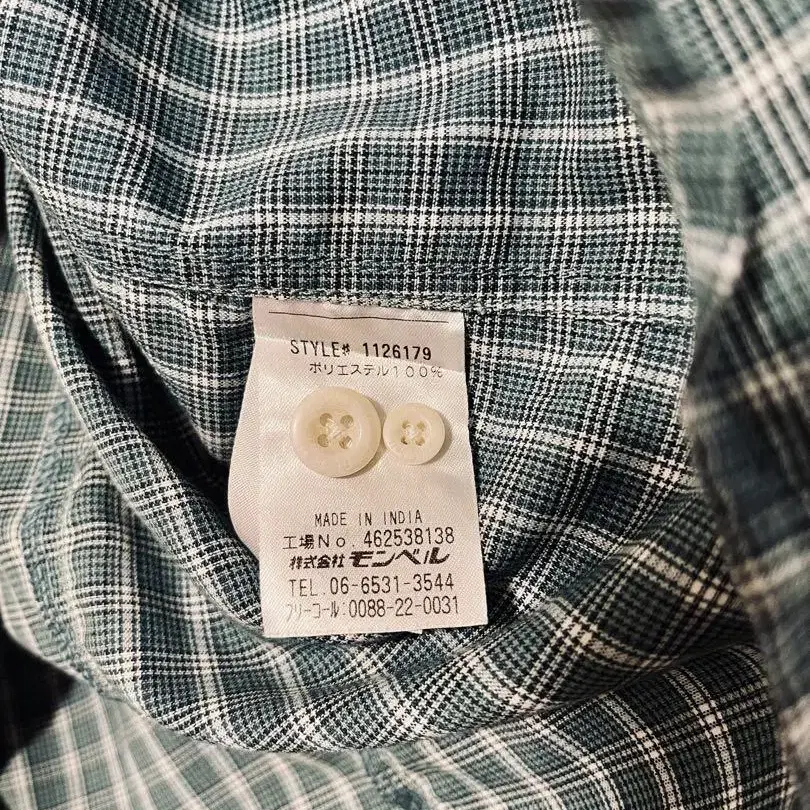 STYLE# 1126179
ポリエステル100%
MADE IN INDIA
工場No.462538138
株式会社 モンベル
TEL.06-6531-3544
フリーコール:0088-22-0031